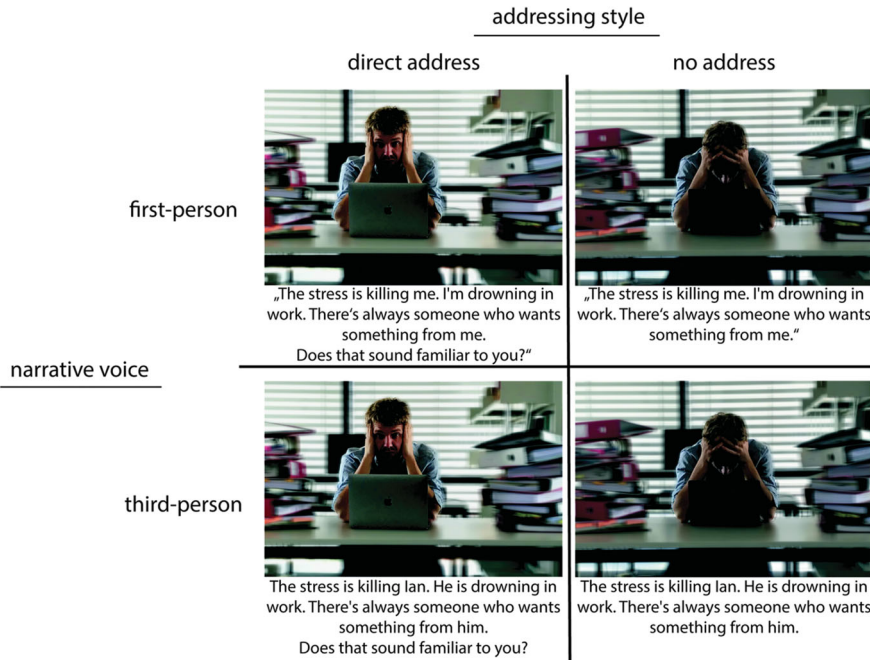 addressing style
direct address
no address
first-person
„The stress is killing me. I'm drowning in
work. There‘s always someone who wants
something from me.
Does that sound familiar to you?“
„The stress is killing me. I'm drowning in
work. There‘s always someone who wants
something from me.“
narrative voice
third-person
The stress is killing Ian. He is drowning in
work. There's always someone who wants
something from him.
Does that sound familiar to you?
The stress is killing Ian. He is drowning in
work. There's always someone who wants
something from him.